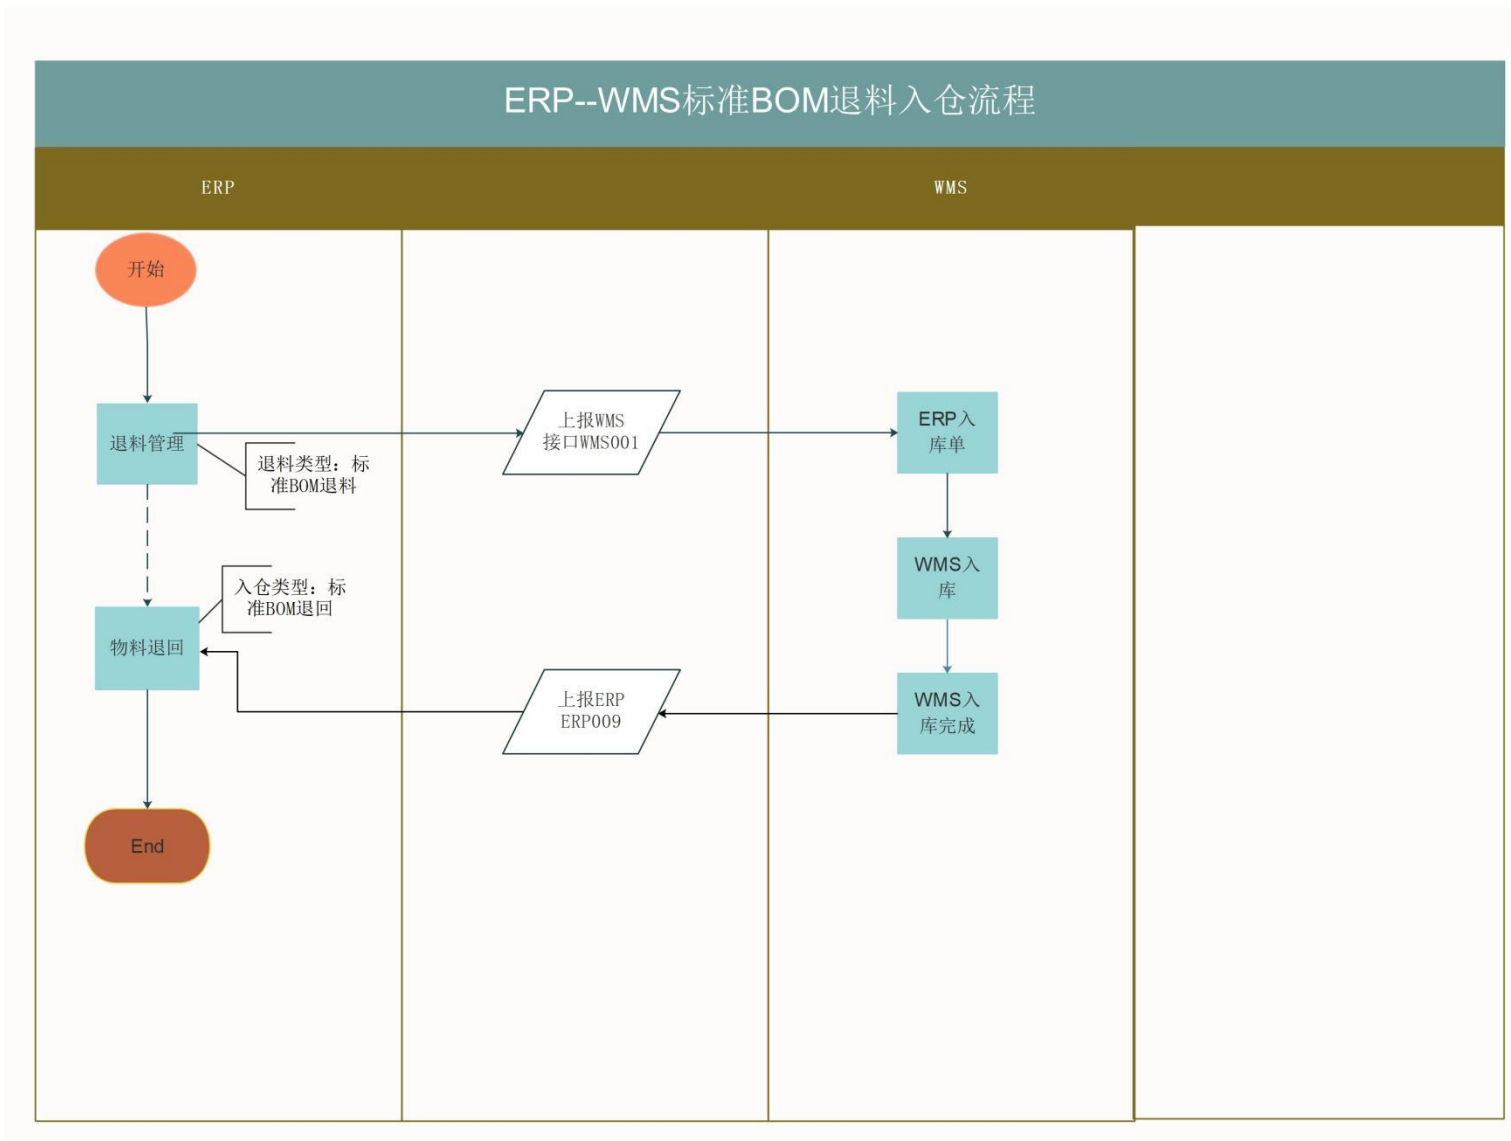 ERP--WMS标准BOM退料入仓流程
ERP
WMS
开始
退料管理
退料类型：标
准BOM退料
上报WMS
接口WMS001
ERP入
库单
WMS入
库
入仓类型：标
准BOM退回
物料退回
上报ERP
ERP009
WMS入
库完成
End